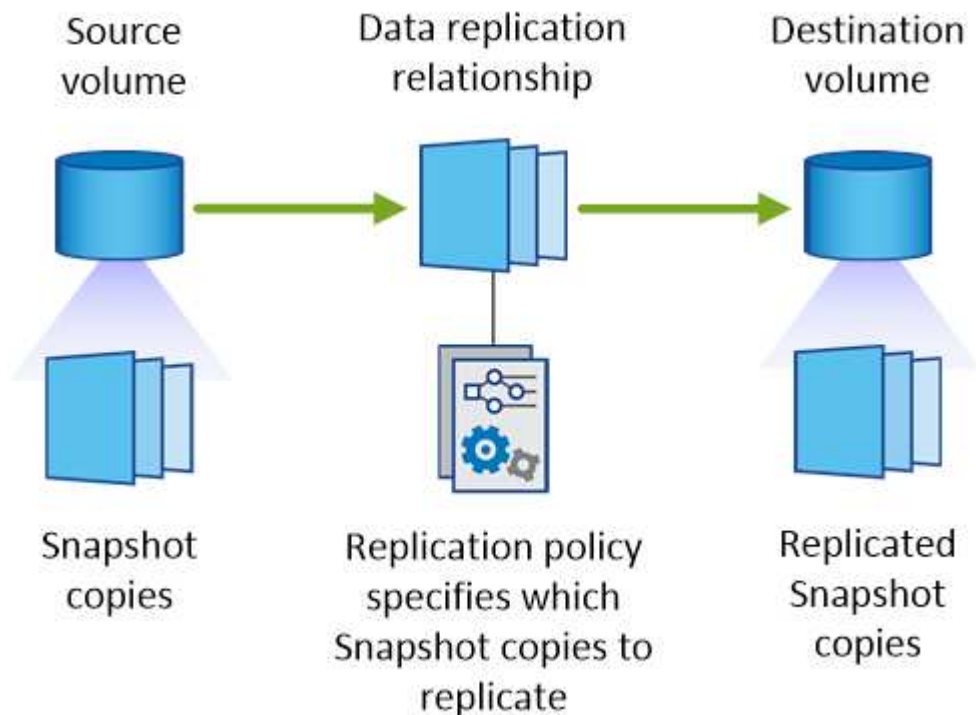 Source
volume
Data replication
relationship
Destination
volume
Snapshot
copies
Replication policy
specifies which
Snapshot copies to
replicate
Replicated
Snapshot
copies